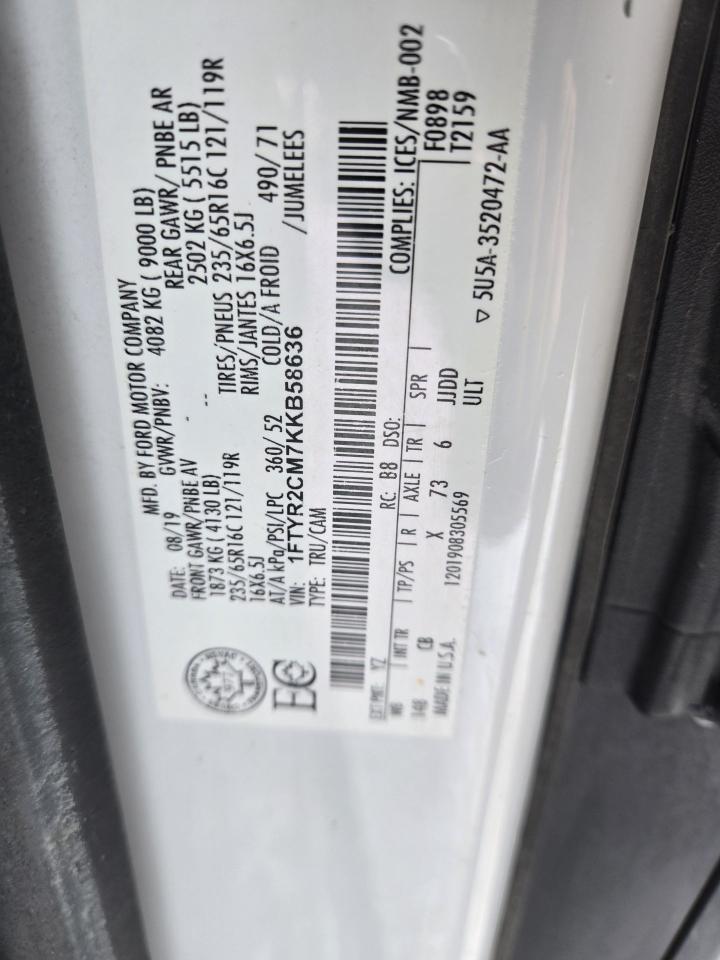 MFD. BY FORD MOTOR COMPANY
DATE: 08/19 GVWR/PNBV: 4082 KG ( 9000 LB)
FRONT GAWR/PNBE AV REAR GAWR/ PNBE AR
1873 KG ( 4130 LB) -- 2502 KG ( 5515 LB)
235/65R16C 121/119R TIRES/PNEUS 235/65R16C 121/119R
16X6.5J RIMS/JANTES 16X6.5J
AT/A kPa/PSI/LPC 360/ 52 COLD/A FROID 490/ 71
VIN: 1FTYR2CM7KKB58636 /JUMELEES
TYPE: TRU/CAM
EXT PNT: YZ RC: B8 DSO: COMPLIES: ICES/NMB-002
WB INT TR TP/PS R AXLE TR SPR F0898
148 CB X 73 6 JJDD T2159
MADE IN U.S.A. 1201908305569 ULT
▽ 5U5A-3520472-AA
EC